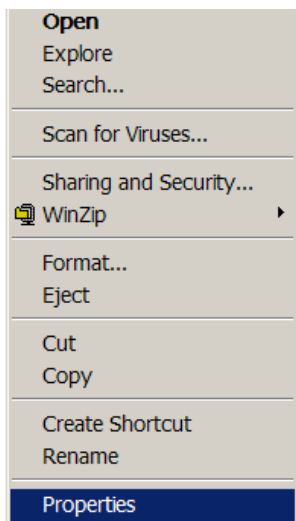 Open
Explore
Search...
Scan for Viruses...
Sharing and Security...
WinZip
Format...
Eject
Cut
Copy
Create Shortcut
Rename
Properties